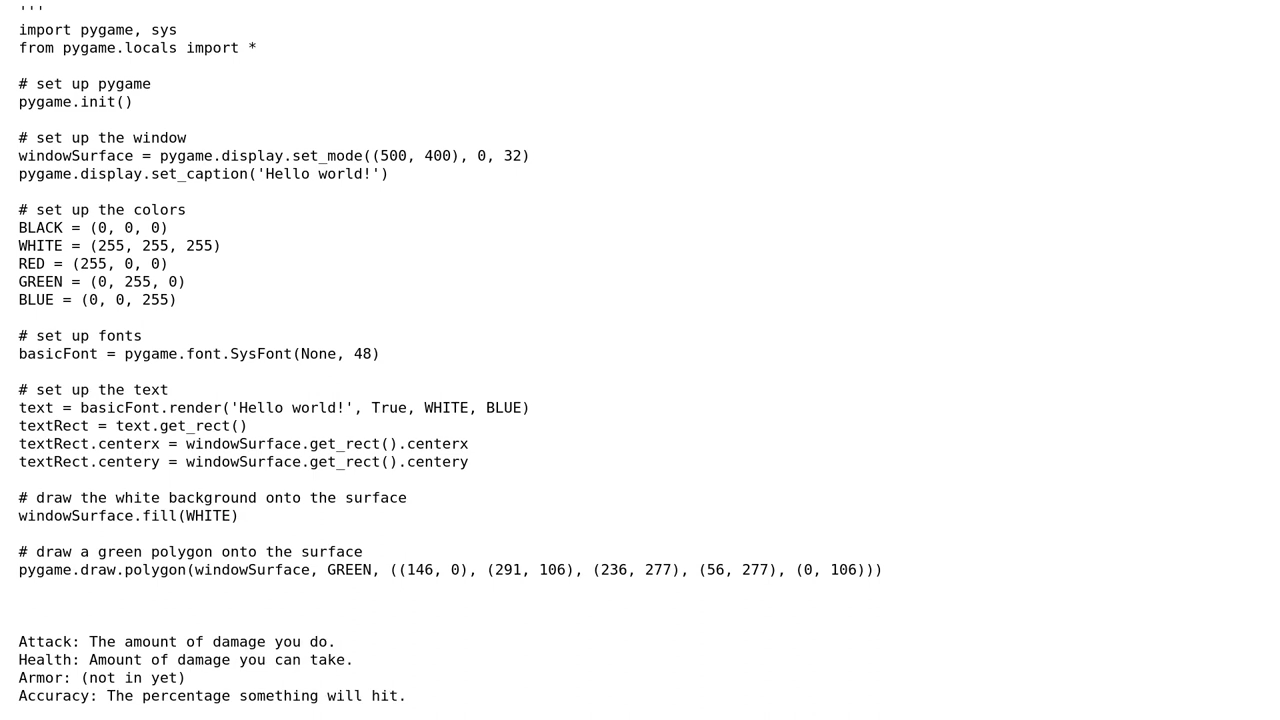 '''
import pygame, sys
from pygame.locals import *

# set up pygame
pygame.init()

# set up the window
windowSurface = pygame.display.set_mode((500, 400), 0, 32)
pygame.display.set_caption('Hello world!')

# set up the colors
BLACK = (0, 0, 0)
WHITE = (255, 255, 255)
RED = (255, 0, 0)
GREEN = (0, 255, 0)
BLUE = (0, 0, 255)

# set up fonts
basicFont = pygame.font.SysFont(None, 48)

# set up the text
text = basicFont.render('Hello world!', True, WHITE, BLUE)
textRect = text.get_rect()
textRect.centerx = windowSurface.get_rect().centerx
textRect.centery = windowSurface.get_rect().centery

# draw the white background onto the surface
windowSurface.fill(WHITE)

# draw a green polygon onto the surface
pygame.draw.polygon(windowSurface, GREEN, ((146, 0), (291, 106), (236, 277), (56, 277), (0, 106)))

Attack: The amount of damage you do.
Health: Amount of damage you can take.
Armor: (not in yet)
Accuracy: The percentage something will hit.